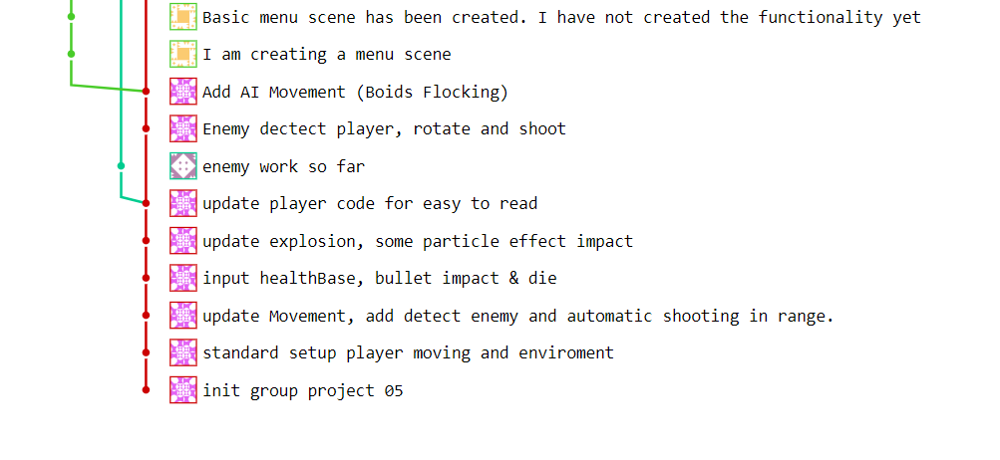 Basic menu scene has been created. I have not created the functionality yet
I am creating a menu scene
Add AI Movement (Boids Flocking)
Enemy dectect player, rotate and shoot
enemy work so far
update player code for easy to read
update explosion, some particle effect impact
input healthBase, bullet impact & die
update Movement, add detect enemy and automatic shooting in range.
standard setup player moving and enviroment
init group project 05